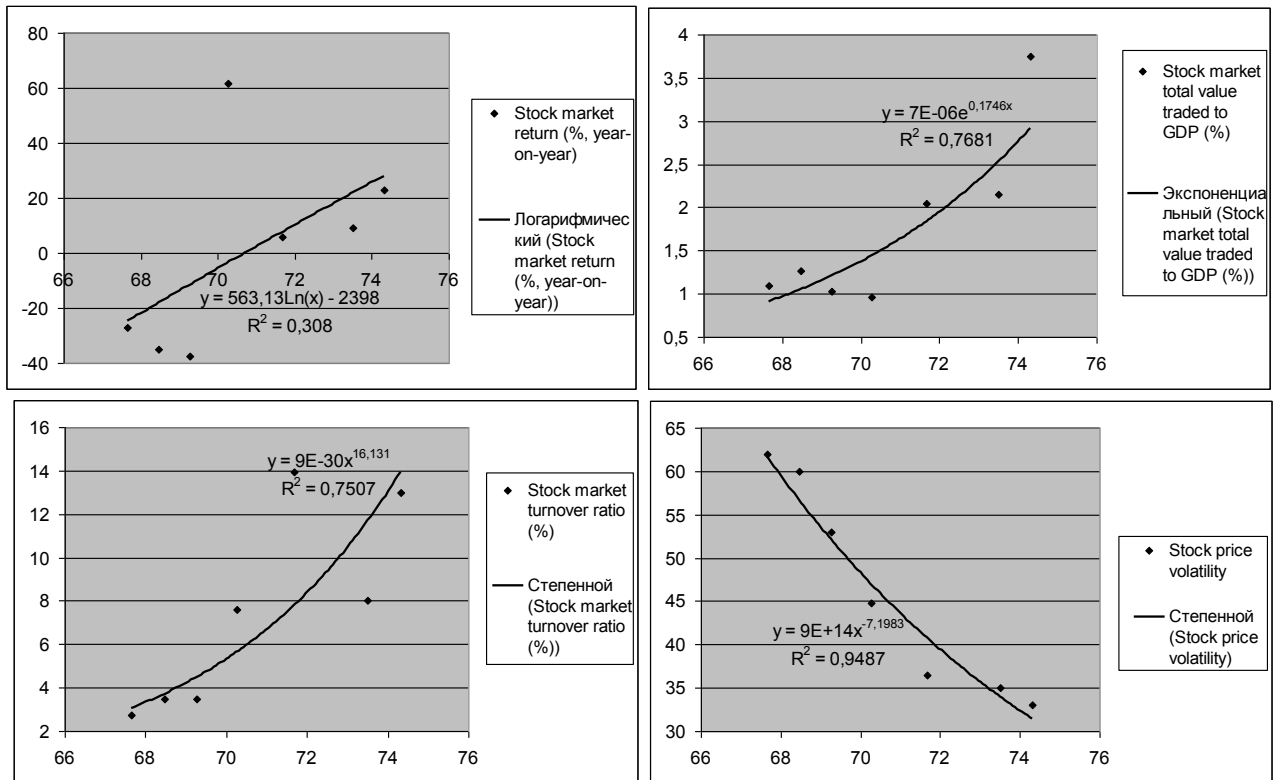 80
60
40
20
0
-20
-40
66
68
70
72
74
76
y = 563,13Ln(x) - 2398
R² = 0,308
Stock market
return (%, year-
on-year)
Логарифмичес
кий (Stock
market return
(%, year-on-
year))
4
3,5
3
2,5
2
1,5
1
0,5
66
68
70
72
74
76
y = 7E-06e^0,1746x
R² = 0,7681
Stock market
total value
traded to
GDP (%)
Экспоненциа
льный (Stock
market total
value traded
to GDP (%))
16
14
12
10
8
6
4
2
66
68
70
72
74
76
y = 9E-30x^16,131
R² = 0,7507
Stock market
turnover ratio
(%)
Степенной
(Stock market
turnover ratio
(%))
65
60
55
50
45
40
35
30
66
68
70
72
74
76
y = 9E+14x^-7,1983
R² = 0,9487
Stock price
volatility
Степенной
(Stock price
volatility)